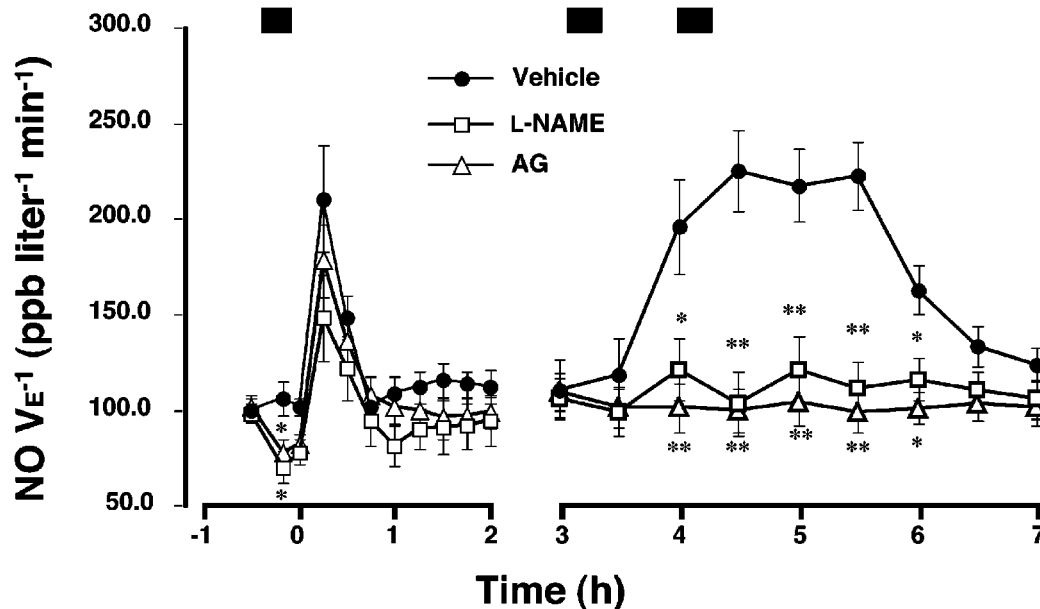 NO VE⁻¹ (ppb liter⁻¹ min⁻¹)
300.0
250.0
200.0
150.0
100.0
50.0
Vehicle
L-NAME
AG
* ** ** *
**
*
*
** ** ** ** *
-1 0 1 2 3 4 5 6 7
Time (h)